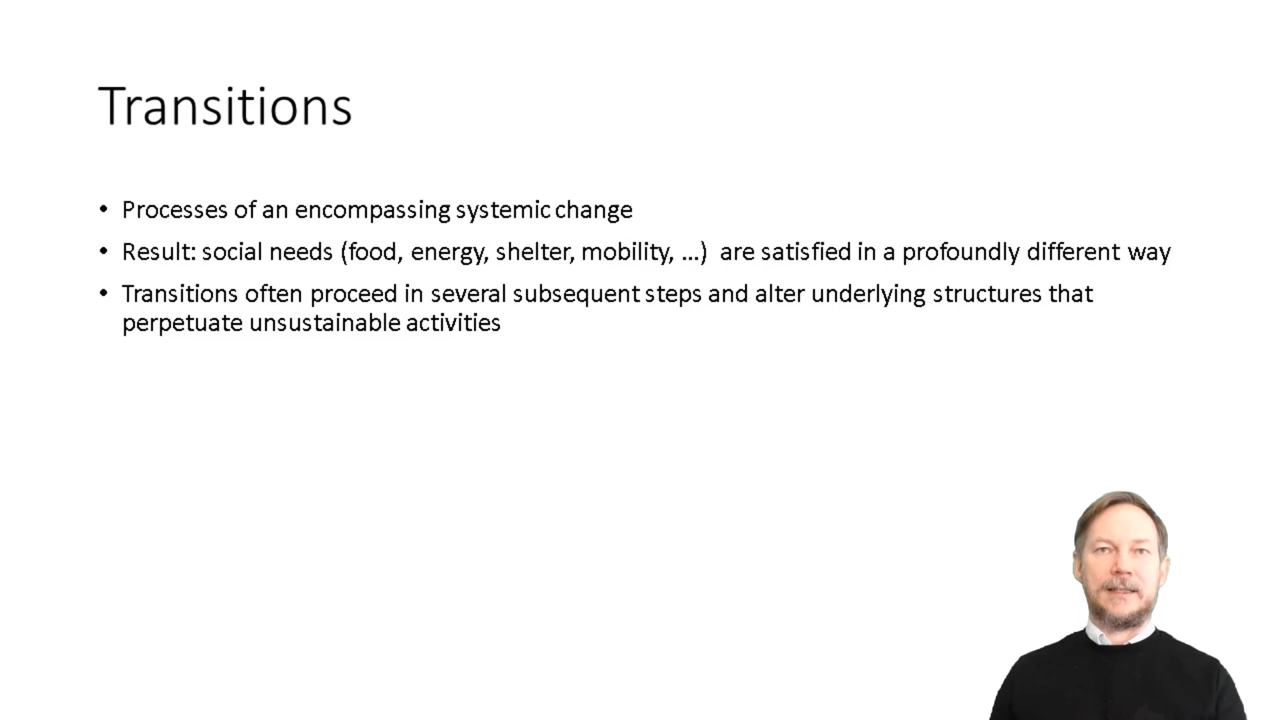 Transitions
• Processes of an encompassing systemic change
• Result: social needs (food, energy, shelter, mobility, ...) are satisfied in a profoundly different way
• Transitions often proceed in several subsequent steps and alter underlying structures that
perpetuate unsustainable activities